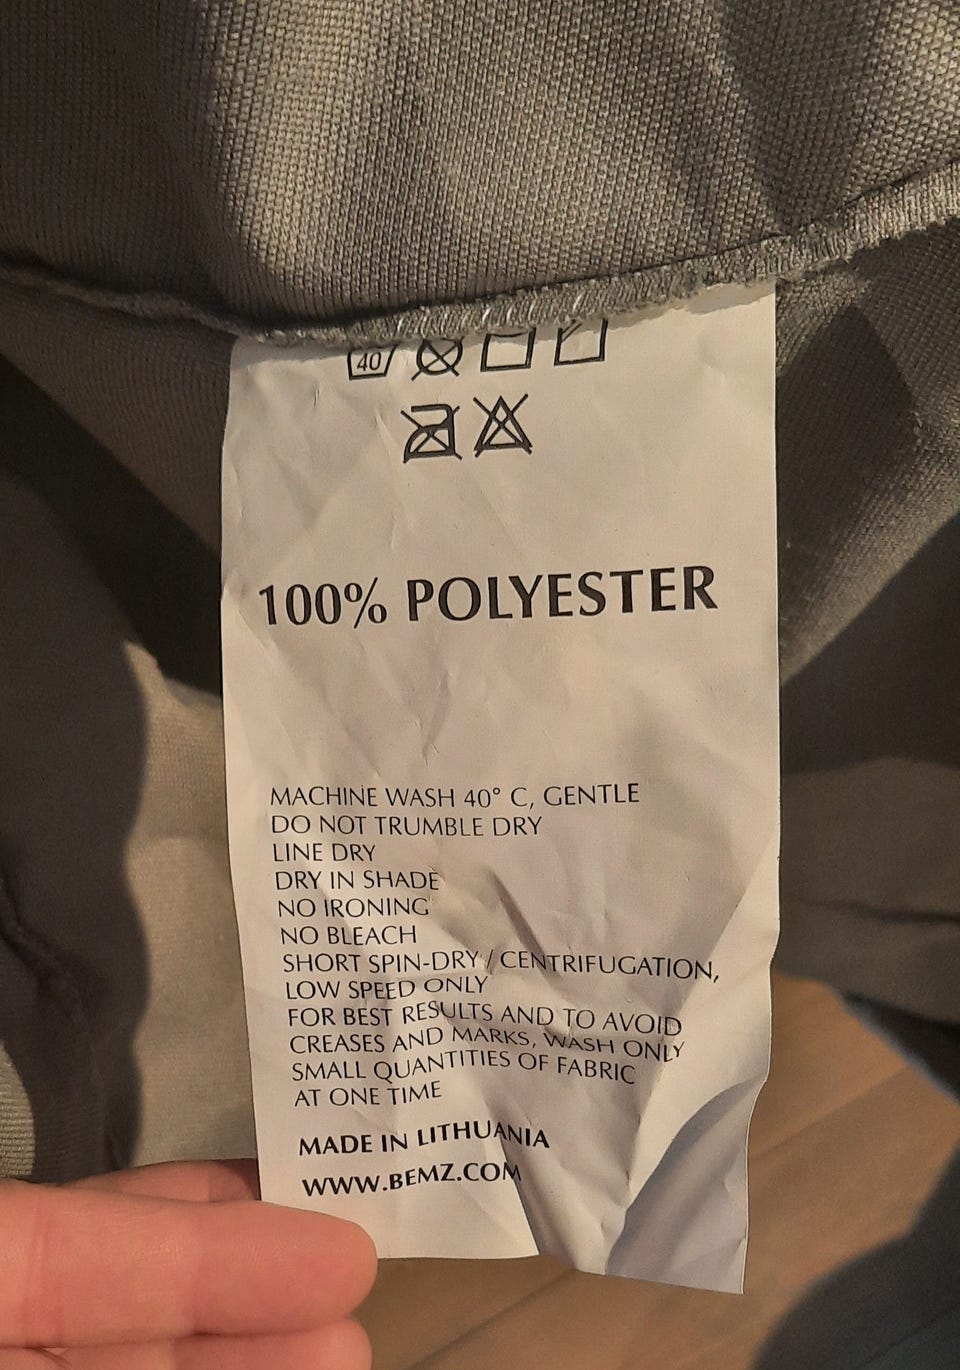 40
100% POLYESTER
MACHINE WASH 40° C, GENTLE
DO NOT TRUMBLE DRY
LINE DRY
DRY IN SHADE
NO IRONING
NO BLEACH
SHORT SPIN-DRY / CENTRIFUGATION,
LOW SPEED ONLY
FOR BEST RESULTS AND TO AVOID
CREASES AND MARKS, WASH ONLY
SMALL QUANTITIES OF FABRIC
AT ONE TIME
MADE IN LITHUANIA
WWW.BEMZ.COM